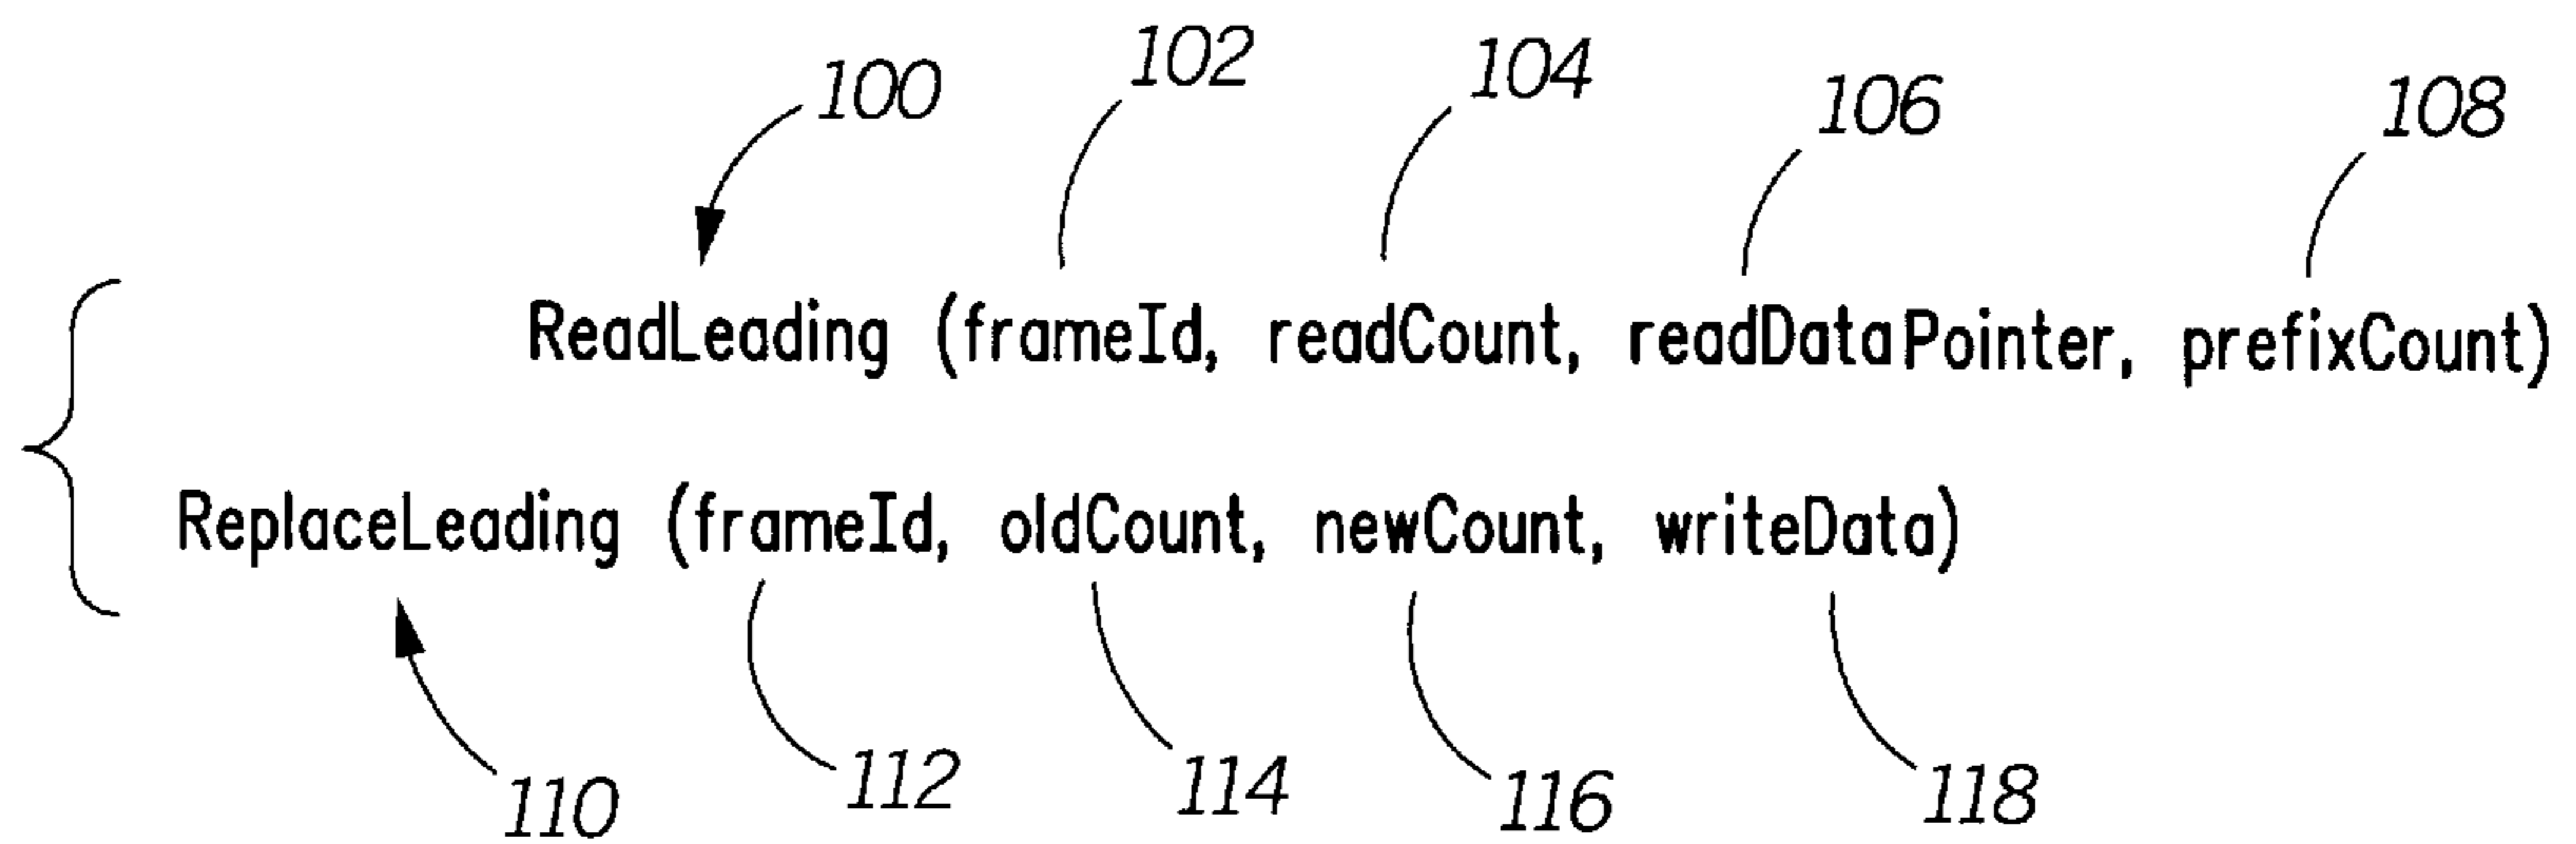 100 102 104 106 108
ReadLeading (frameId, readCount, readDataPointer, prefixCount)
ReplaceLeading (frameId, oldCount, newCount, writeData)
110 112 114 116 118